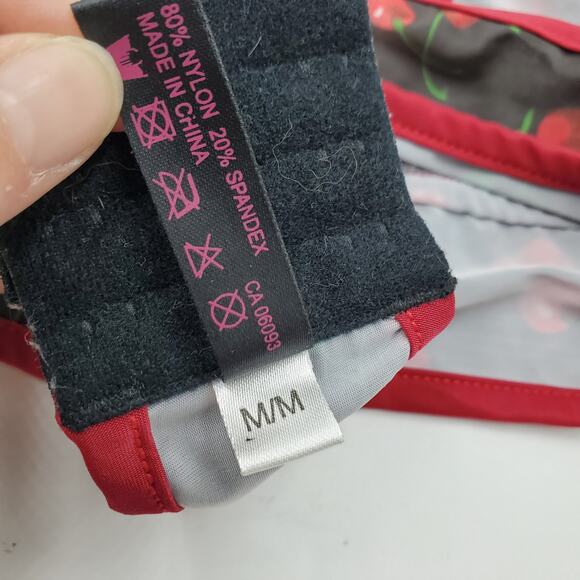 80% NYLON 20% SPANDEX
MADE IN CHINA
CA 06093
M/M